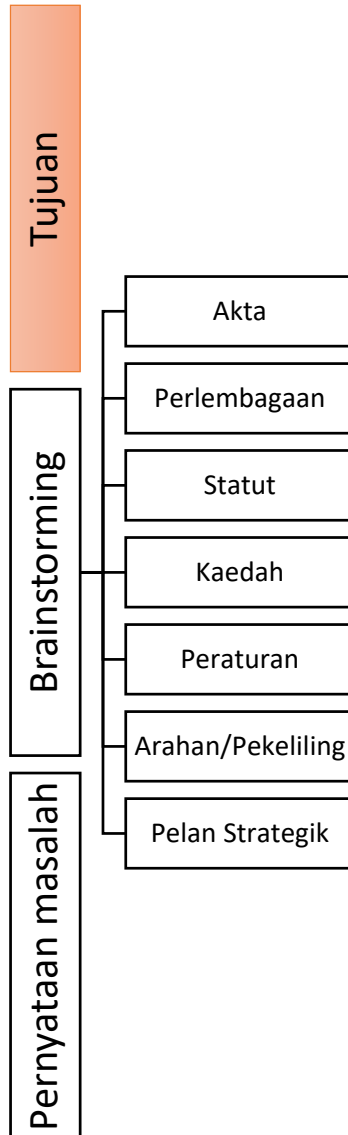 Tujuan
Brainstorming
Akta
Perlembagaan
Statut
Kaedah
Peraturan
Arahan/Pekeliling
Pelan Strategik
Pernyataan masalah